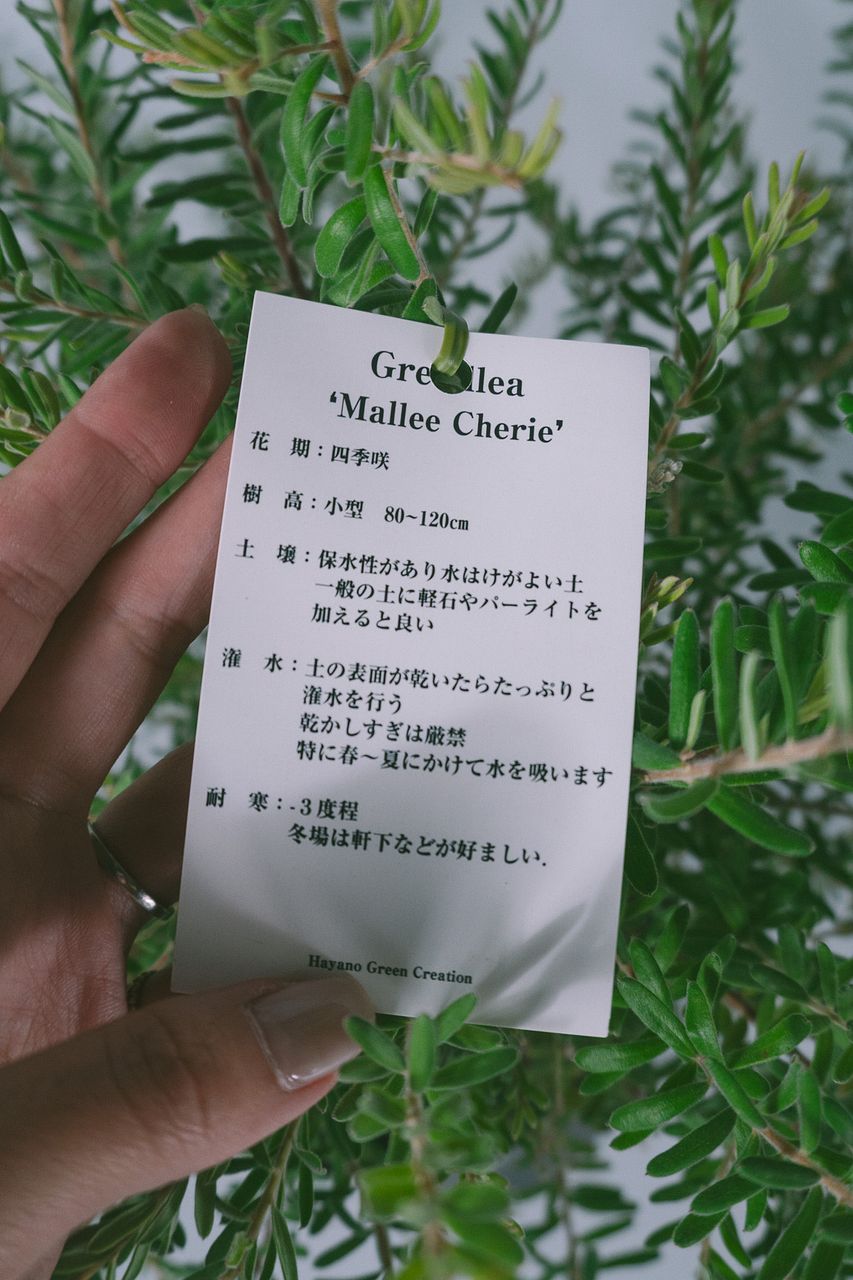 Gre llea
‘Mallee Cherie’
花　期：四季咲
樹　高：小型　80~120cm
土　壌：保水性があり水はけがよい土
一般の土に軽石やパーライトを
加えると良い
潅　水：土の表面が乾いたらたっぷりと
潅水を行う
乾かしすぎは厳禁
特に春～夏にかけて水を吸います
耐　寒：-３度程
冬場は軒下などが好ましい.
Hayano Green Creation